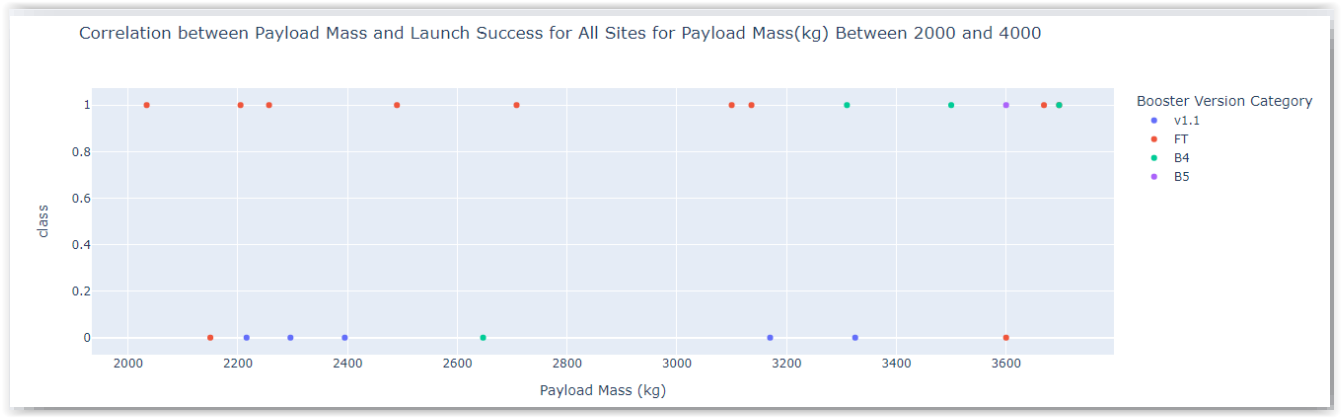 Correlation between Payload Mass and Launch Success for All Sites for Payload Mass(kg) Between 2000 and 4000
Booster Version Category
v1.1
FT
B4
B5
1
0.8
0.6
0.4
0.2
0
class
2000 2200 2400 2600 2800 3000 3200 3400 3600
Payload Mass (kg)